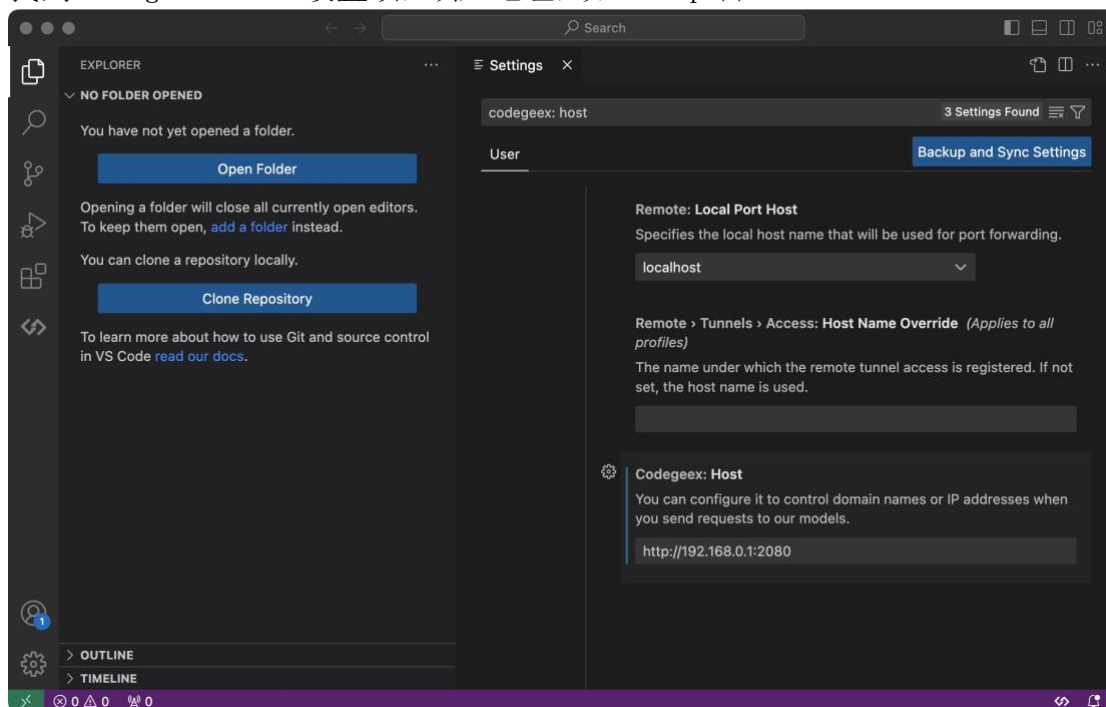 Search
EXPLORER
NO FOLDER OPENED
You have not yet opened a folder.
Open Folder
Opening a folder will close all currently open editors.
To keep them open, add a folder instead.
You can clone a repository locally.
Clone Repository
To learn more about how to use Git and source control
in VS Code read our docs.
1
OUTLINE
TIMELINE
Settings
codegeex: host
3 Settings Found
User
Backup and Sync Settings
Remote: Local Port Host
Specifies the local host name that will be used for port forwarding.
localhost
Remote › Tunnels › Access: Host Name Override (Applies to all
profiles)
The name under which the remote tunnel access is registered. If not
set, the host name is used.
Codegeex: Host
You can configure it to control domain names or IP addresses when
you send requests to our models.
http://192.168.0.1:2080
0 0 0